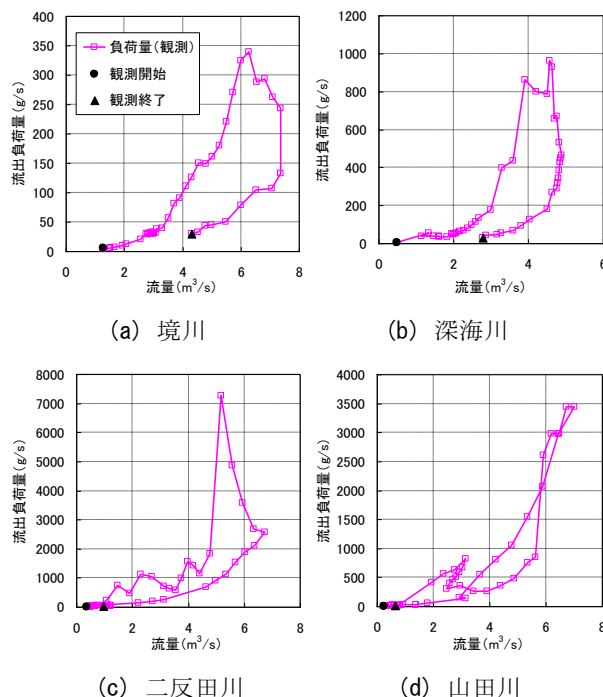 400
350
300
250
200
150
100
50
0
流出負荷量(g/s)
負荷量(観測)
観測開始
観測終了
0 2 4 6 8
流量(m³/s)
(a) 境川
1200
1000
800
600
400
200
0
流出負荷量(g/s)
0 2 4 6
流量(m³/s)
(b) 深海川
8000
7000
6000
5000
4000
3000
2000
1000
0
流出負荷量(g/s)
0 2 4 6 8
流量(m³/s)
(c) 二反田川
4000
3500
3000
2500
2000
1500
1000
500
0
流出負荷量(g/s)
0 2 4 6 8
流量(m³/s)
(d) 山田川